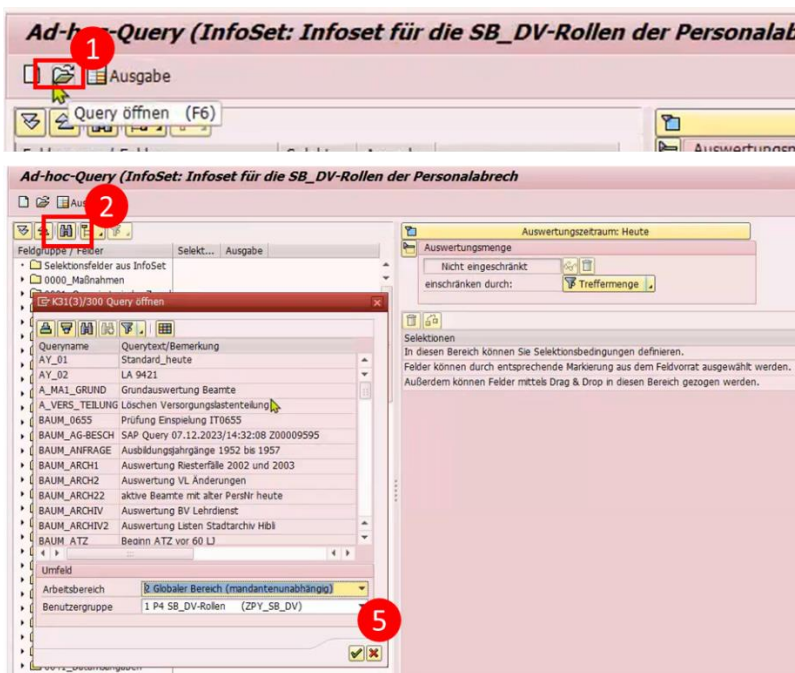 Ad-hoc-Query (InfoSet: Infoset für die SB_DV-Rollen der Personalab
1
Ausgabe
Query öffnen (F6)
Auswertungsm
Ad-hoc-Query (InfoSet: Infoset für die SB_DV-Rollen der Personalabrech
2
Feldgruppe / Felder Selekt... Ausgabe
Selektionsfelder aus InfoSet
0000_Maßnahmen
K31(3)/300 Query öffnen
Queryname Querytext/Bemerkung
AY_01 Standard_heute
AY_02 LA 9421
A_MA1_GRUND Grundauswertung Beamte
A_VERS_TEILUNG Löschen Versorgungslastenteilung
BAUM_0655 Prüfung Einspielung IT0655
BAUM_AG-BESCH SAP Query 07.12.2023/14:32:08 Z00009595
BAUM_ANFRAGE Ausbildungsjahrgänge 1952 bis 1957
BAUM_ARCH1 Auswertung Riesterfälle 2002 und 2003
BAUM_ARCH2 Auswertung VL Änderungen
BAUM_ARCH22 aktive Beamte mit alter PersNr heute
BAUM_ARCHIV Auswertung BV Lehrdienst
BAUM_ARCHIV2 Auswertung Listen Stadtarchiv Hibli
BAUM_ATZ Beginn ATZ vor 60 LJ
Umfeld
Arbeitsbereich 2 Globaler Bereich (mandantenunabhängig)
Benutzergruppe 1 P4 SB_DV-Rollen (ZPY_SB_DV)
5
Auswertungszeitraum: Heute
Auswertungsmenge
Nicht eingeschränkt
einschränken durch: Treffermenge
Selektionen
In diesen Bereich können Sie Selektionsbedingungen definieren.
Felder können durch entsprechende Markierung aus dem Feldvorrat ausgewählt werden.
Außerdem können Felder mittels Drag & Drop in diesen Bereich gezogen werden.